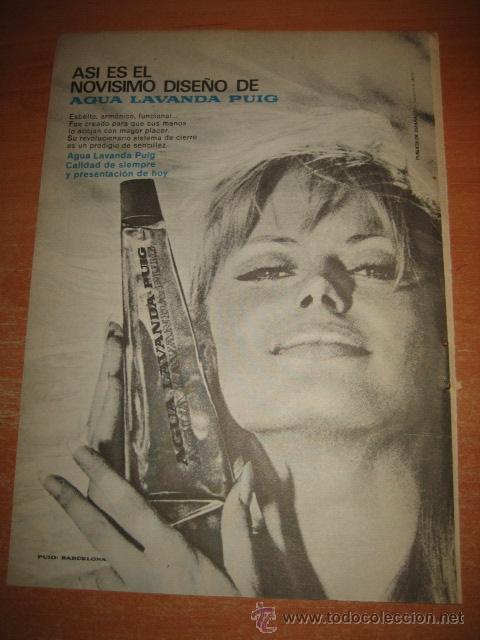 ASI ES EL
NOVISIMO DISEÑO DE
AGUA LAVANDA PUIG
Esbelto, armónico, funcional...
Fue creado para que sus manos
lo acojan con mayor placer.
Su revolucionario sistema de cierre
es un prodigio de sencillez.
Agua Lavanda Puig
Calidad de siempre
y presentación de hoy
AGUA LAVANDA PUIG
PUIG: BARCELONA
www.todocoleccion.net